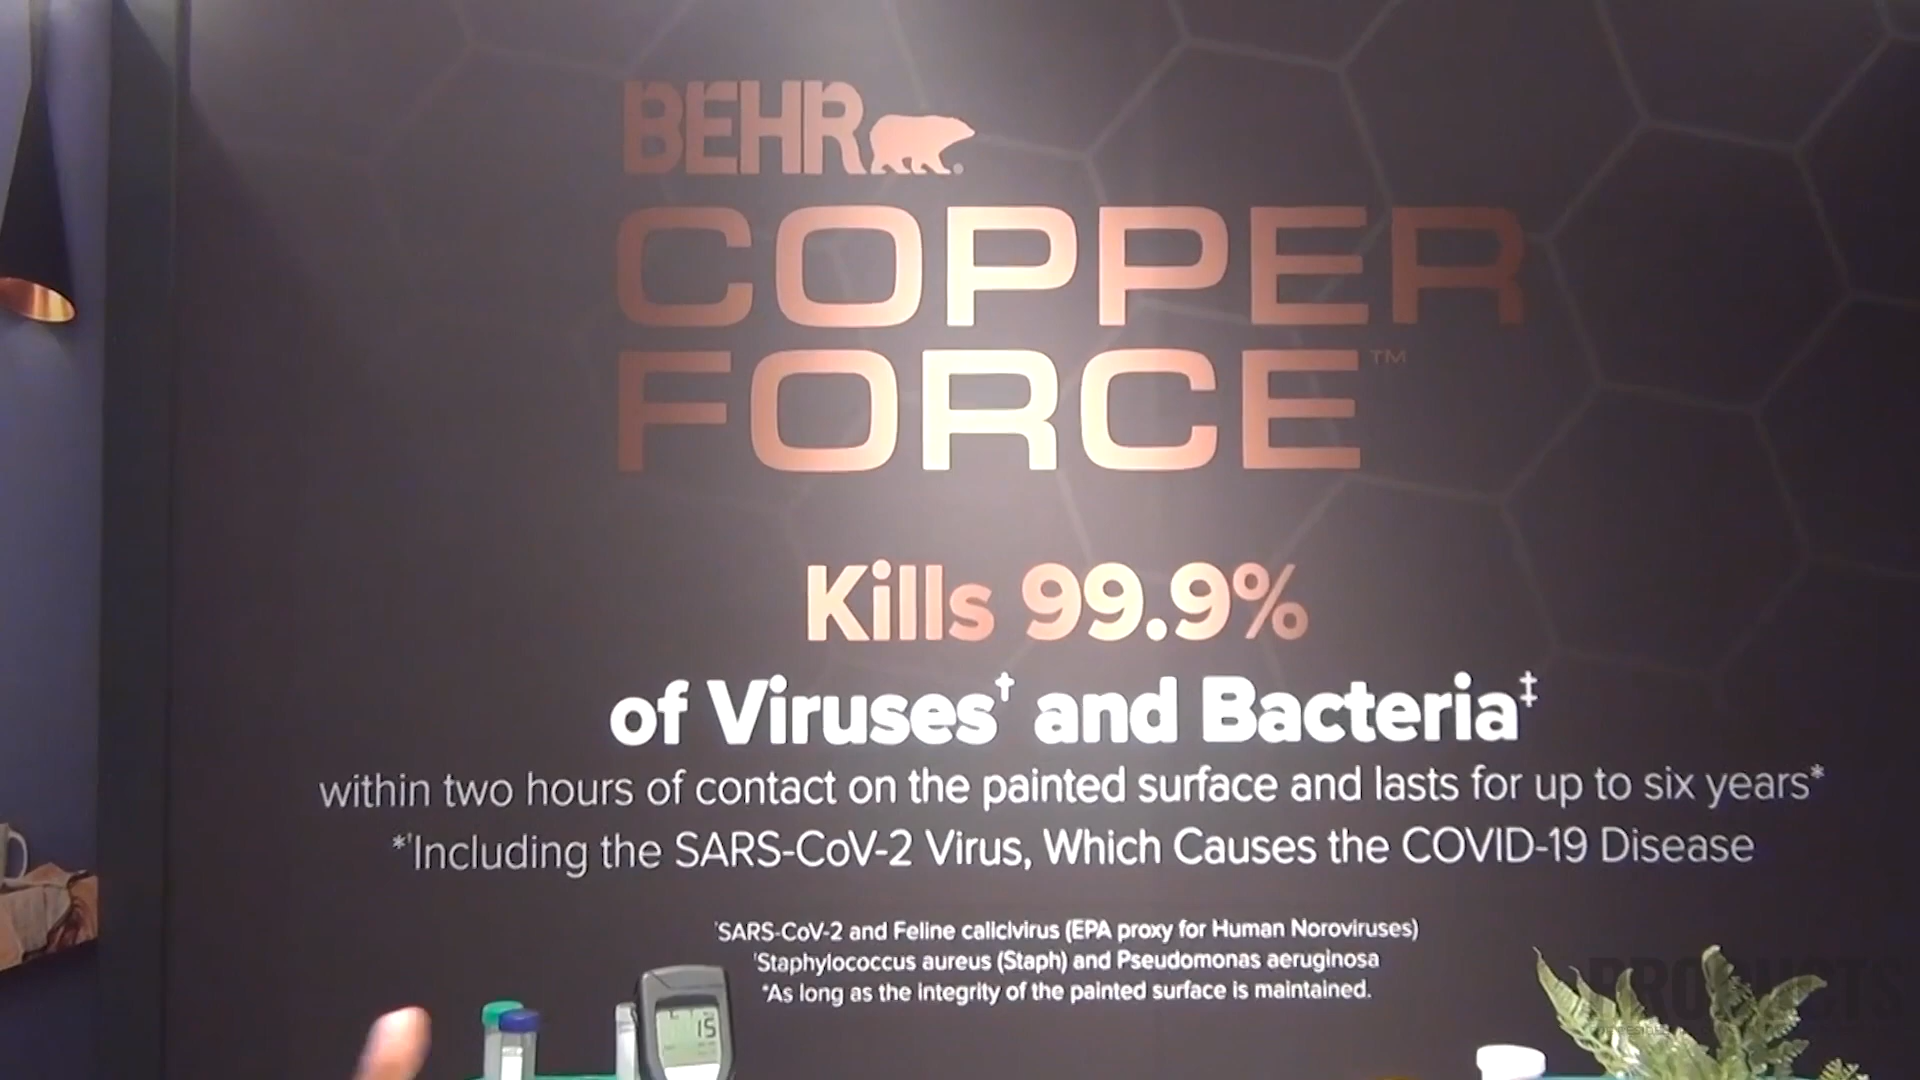 BEHR®
COPPER
FORCE™
Kills 99.9%
of Viruses† and Bacteria‡
within two hours of contact on the painted surface and lasts for up to six years*
*†Including the SARS-CoV-2 Virus, Which Causes the COVID-19 Disease
†SARS-CoV-2 and Feline calicivirus (EPA proxy for Human Noroviruses)
‡Staphylococcus aureus (Staph) and Pseudomonas aeruginosa
*As long as the integrity of the painted surface is maintained.
15
PRODUCTS